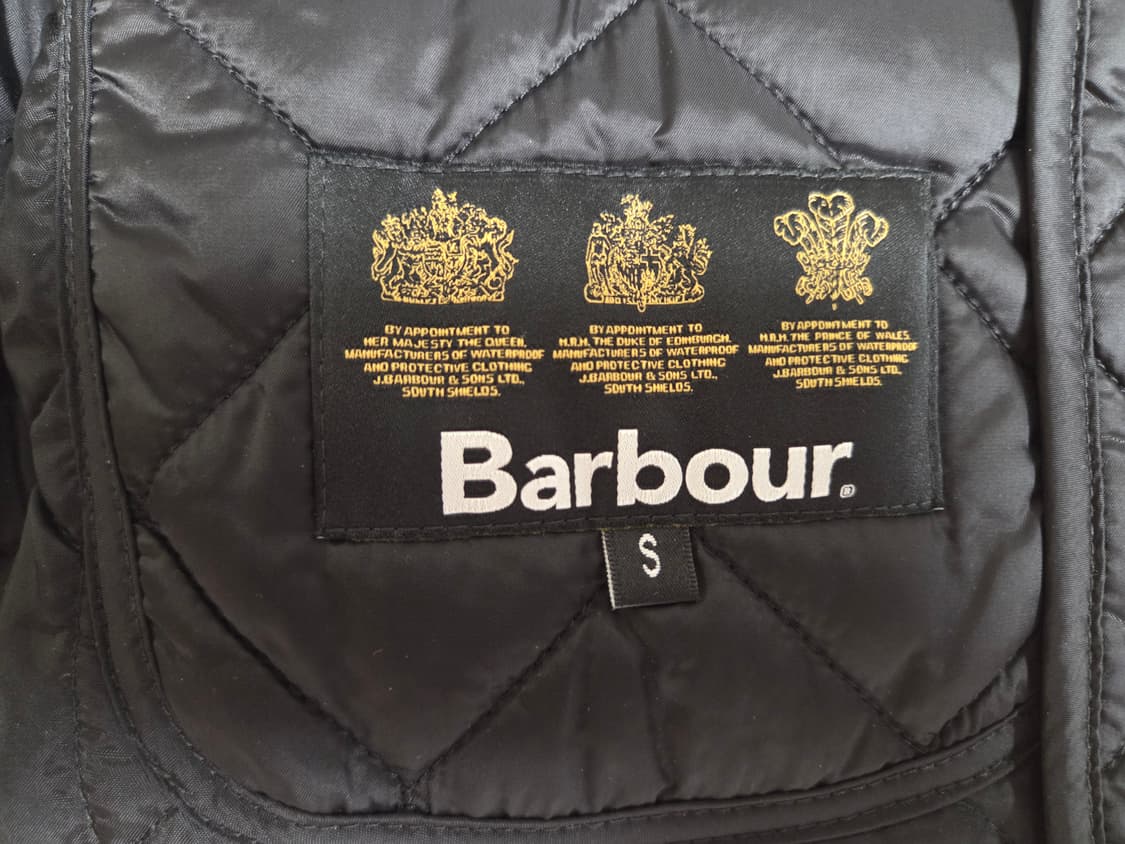 BY APPOINTMENT TO
HER MAJESTY THE QUEEN.
MANUFACTURERS OF WATERPROOF
AND PROTECTIVE CLOTHING
J.BARBOUR & SONS LTD.,
SOUTH SHIELDS.
BY APPOINTMENT TO
H.R.H. THE DUKE OF EDINBURGH.
MANUFACTURERS OF WATERPROOF
AND PROTECTIVE CLOTHING
J.BARBOUR & SONS LTD.,
SOUTH SHIELDS.
BY APPOINTMENT TO
H.R.H. THE PRINCE OF WALES.
MANUFACTURERS OF WATERPROOF
AND PROTECTIVE CLOTHING
J.BARBOUR & SONS LTD.,
SOUTH SHIELDS.
Barbour®
S